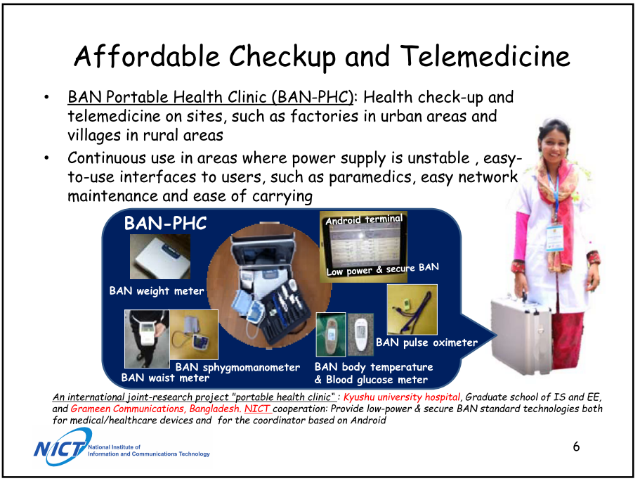 Affordable Checkup and Telemedicine
• BAN Portable Health Clinic (BAN-PHC): Health check-up and
telemedicine on sites, such as factories in urban areas and
villages in rural areas
• Continuous use in areas where power supply is unstable , easy-
to-use interfaces to users, such as paramedics, easy network
maintenance and ease of carrying
BAN-PHC
Android terminal
Low power & secure BAN
BAN weight meter
BAN pulse oximeter
BAN sphygmomanometer
BAN waist meter
BAN body temperature
& Blood glucose meter
An international joint-research project "portable health clinic" : Kyushu university hospital, Graduate school of IS and EE,
and Grameen Communications, Bangladesh. NICT cooperation: Provide low-power & secure BAN standard technologies both
for medical/healthcare devices and for the coordinator based on Android
NICT
National Institute of
Information and Communications Technology
6